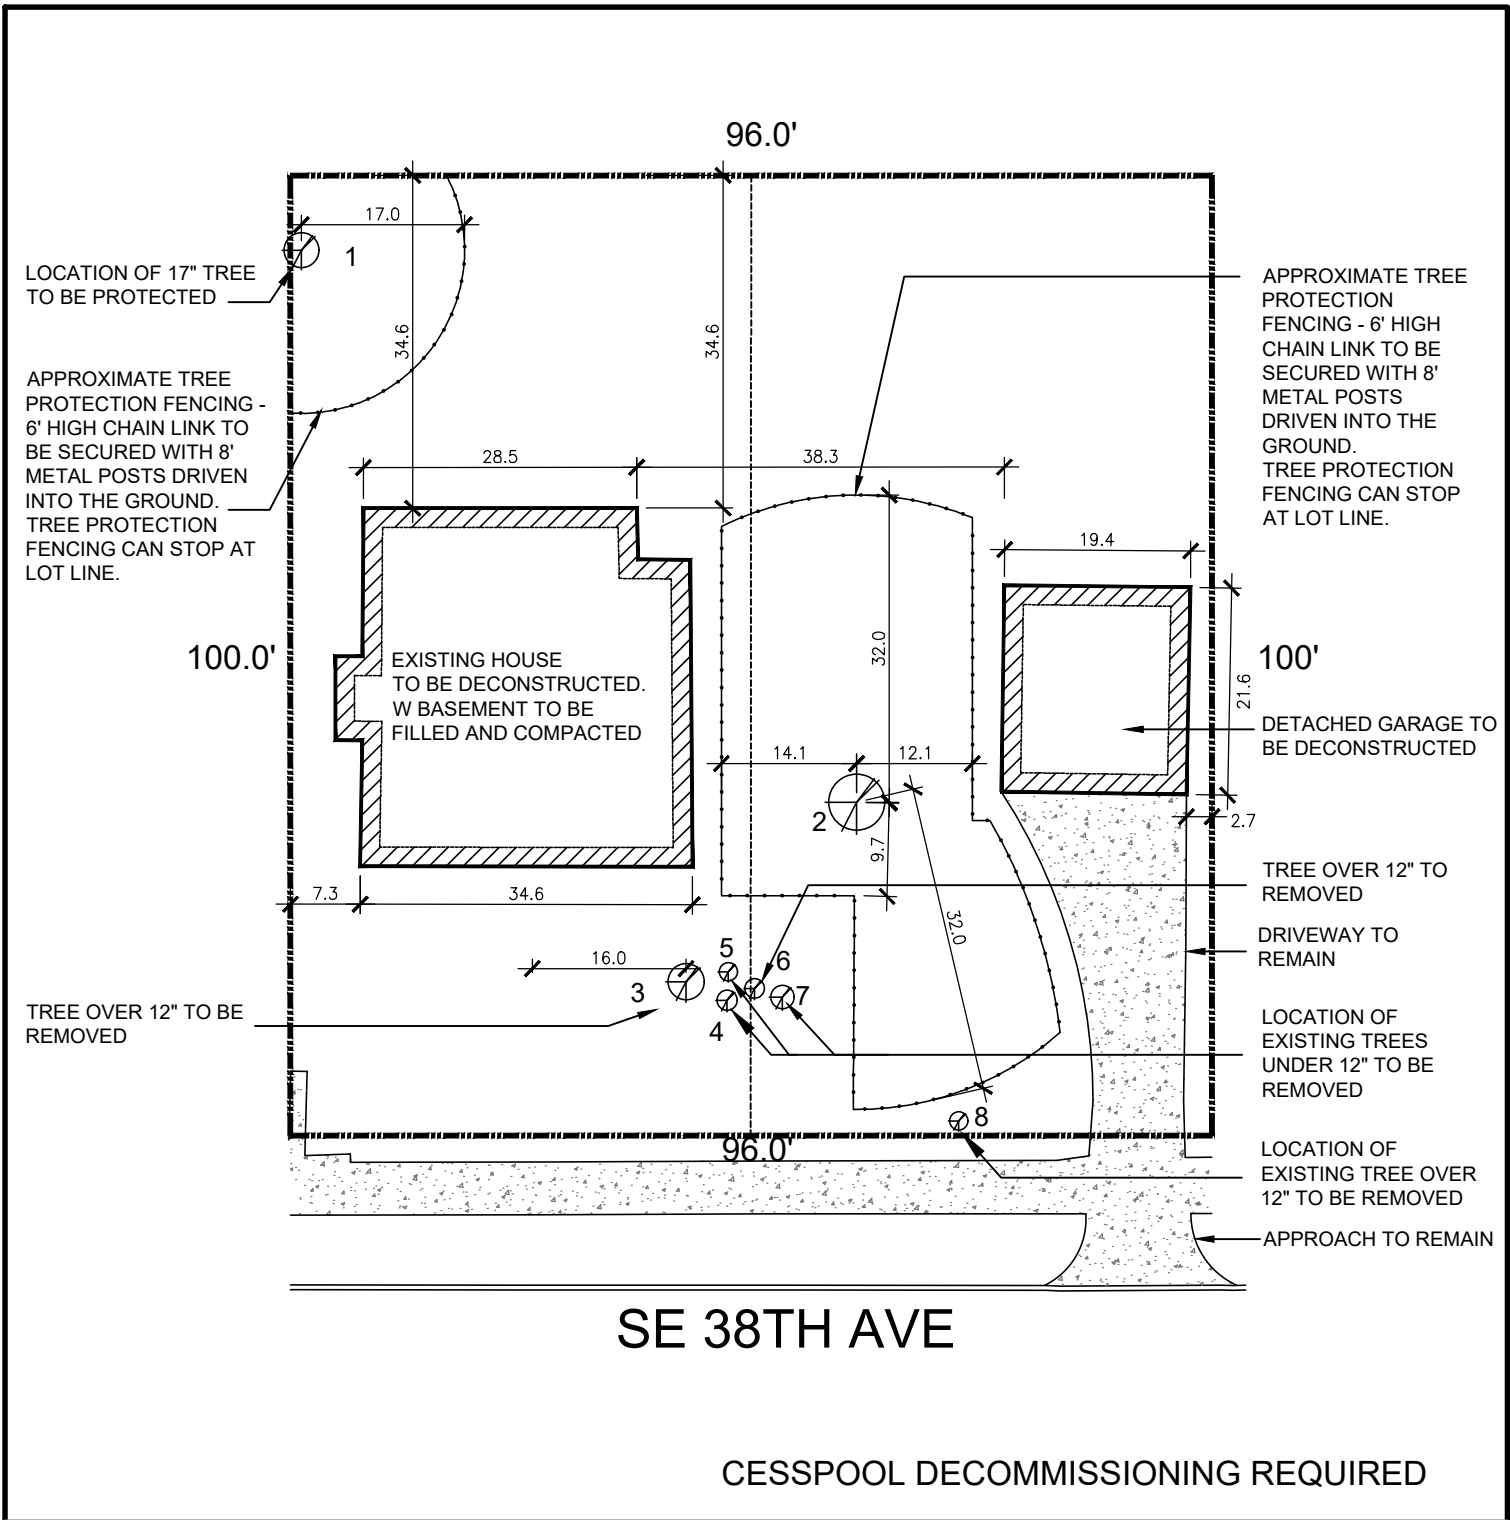 96.0'
17.0
1
LOCATION OF 17" TREE
TO BE PROTECTED
34.6
34.6
APPROXIMATE TREE
PROTECTION FENCING -
6' HIGH CHAIN LINK TO
BE SECURED WITH 8'
METAL POSTS DRIVEN
INTO THE GROUND.
TREE PROTECTION
FENCING CAN STOP AT
LOT LINE.
APPROXIMATE TREE
PROTECTION
FENCING - 6' HIGH
CHAIN LINK TO BE
SECURED WITH 8'
METAL POSTS
DRIVEN INTO THE
GROUND.
TREE PROTECTION
FENCING CAN STOP
AT LOT LINE.
28.5
38.3
19.4
100.0'
EXISTING HOUSE
TO BE DECONSTRUCTED.
W BASEMENT TO BE
FILLED AND COMPACTED
32.0
100'
21.6
DETACHED GARAGE TO
BE DECONSTRUCTED
14.1
12.1
2
9.7
2.7
7.3
34.6
32.0
TREE OVER 12" TO
REMOVED
DRIVEWAY TO
REMAIN
16.0
5
6
3
4
7
TREE OVER 12" TO BE
REMOVED
LOCATION OF
EXISTING TREES
UNDER 12" TO BE
REMOVED
8
96.0'
LOCATION OF
EXISTING TREE OVER
12" TO BE REMOVED
APPROACH TO REMAIN
SE 38TH AVE
CESSPOOL DECOMMISSIONING REQUIRED